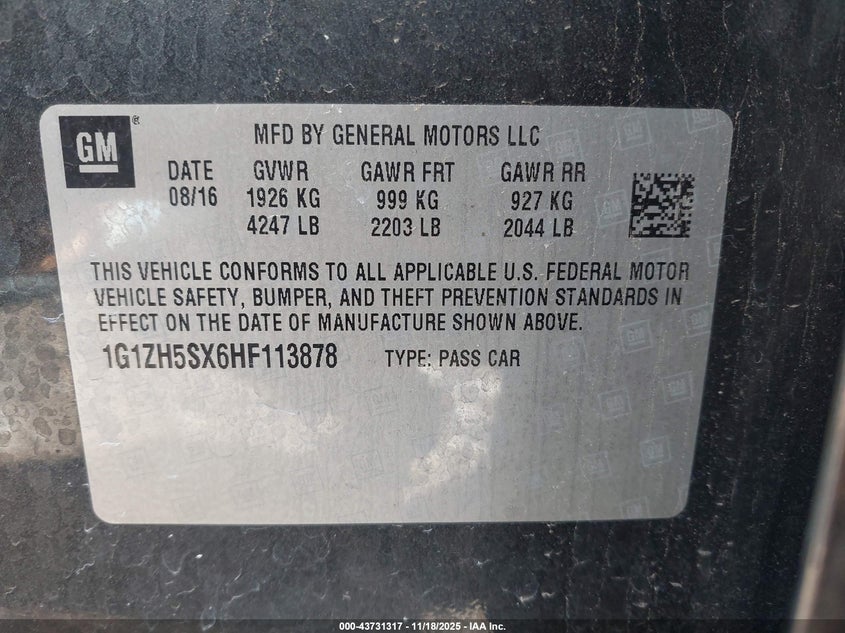 GM
MFD BY GENERAL MOTORS LLC
DATE GVWR GAWR FRT GAWR RR
08/16 1926 KG 999 KG 927 KG
4247 LB 2203 LB 2044 LB
THIS VEHICLE CONFORMS TO ALL APPLICABLE U.S. FEDERAL MOTOR
VEHICLE SAFETY, BUMPER, AND THEFT PREVENTION STANDARDS IN
EFFECT ON THE DATE OF MANUFACTURE SHOWN ABOVE.
1G1ZH5SX6HF113878 TYPE: PASS CAR
000-43731317 - 11/18/2025 - IAA Inc.